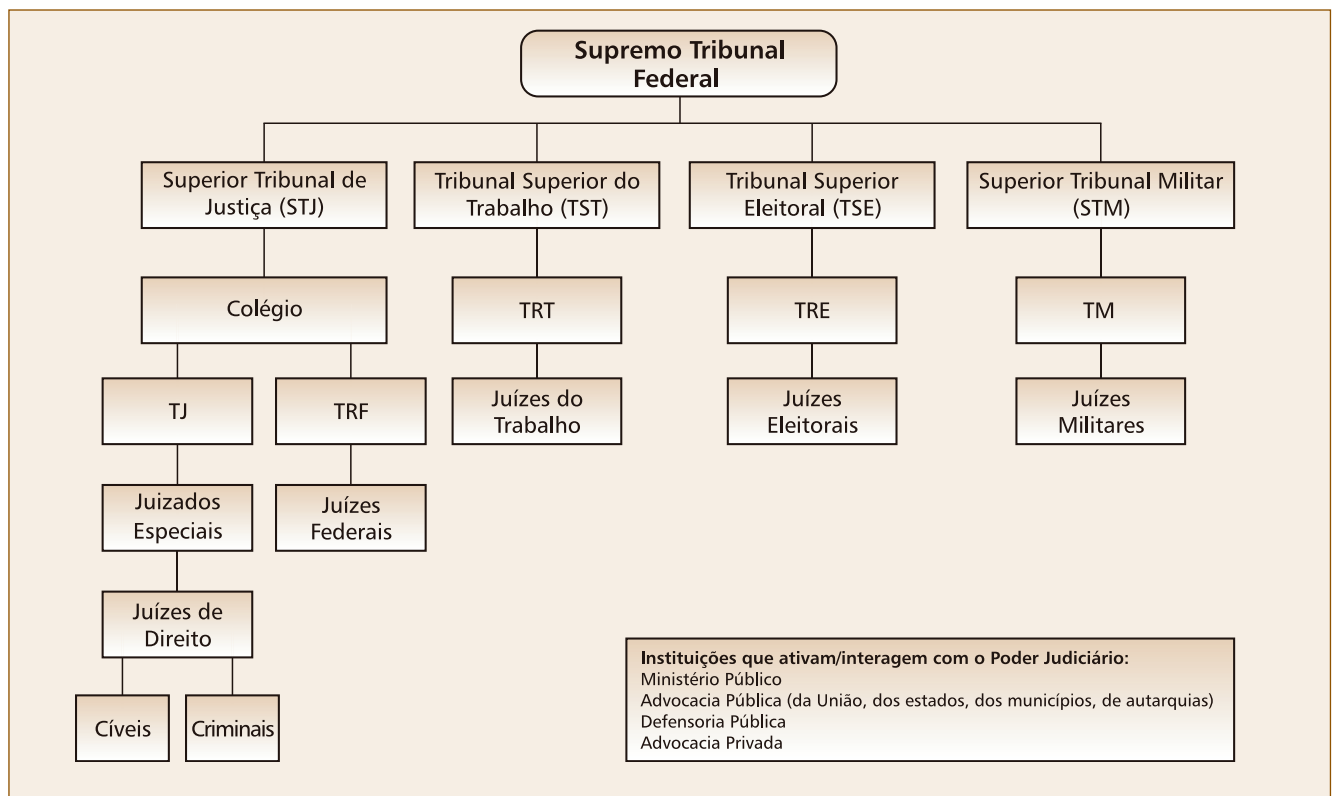 Supremo Tribunal
Federal
Superior Tribunal de
Justiça (STJ)
Tribunal Superior do
Trabalho (TST)
Tribunal Superior
Eleitoral (TSE)
Superior Tribunal Militar
(STM)
Colégio
TRT
TRE
TM
TJ
TRF
Juízes do
Trabalho
Juízes
Eleitorais
Juízes
Militares
Juizados
Especiais
Juízes
Federais
Juízes de
Direito
Cíveis
Criminais
Instituições que ativam/interagem com o Poder Judiciário:
Ministério Público
Advocacia Pública (da União, dos estados, dos municípios, de autarquias)
Defensoria Pública
Advocacia Privada